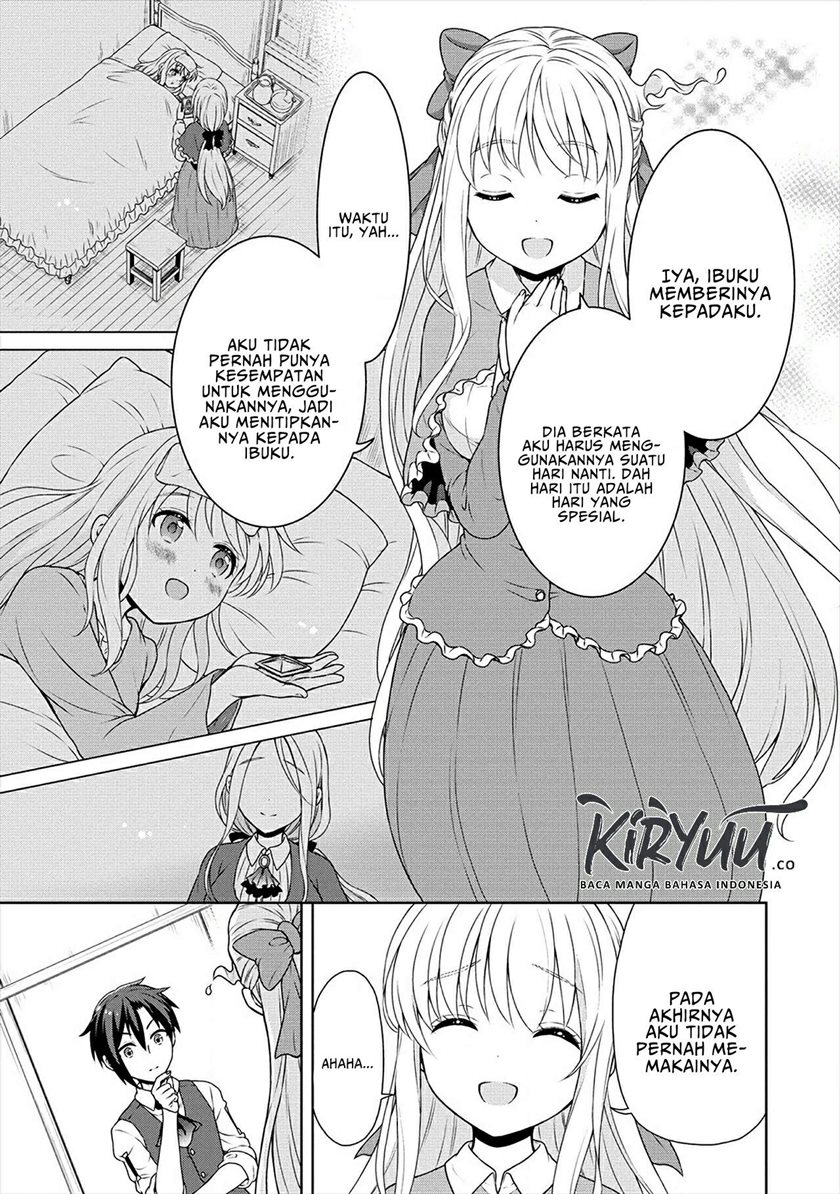 IYA, IBUKU
MEMBERINYA
KEPADAKU.
DIA BERKATA
AKU HARUS MENG-
GUNAKANNYA SUATU
HARI NANTI. DAH
HARI ITU ADALAH
HARI YANG
SPESIAL.
WAKTU
ITU, YAH...
AKU TIDAK
PERNAH PUNYA
KESEMPATAN
UNTUK MENGGU-
NAKANNYA, JADI
AKU MENITIPKAN-
NYA KEPADA
IBUKU.
KIRYUU.CO
BACA MANGA BAHASA INDONESIA
PADA
AKHIRNYA
AKU TIDAK
PERNAH ME-
MAKAINYA.
AHAHA...